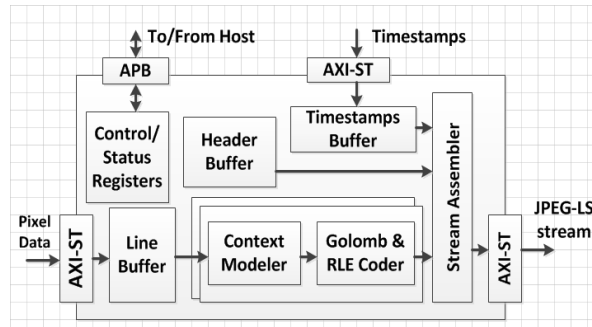 To/From Host
Timestamps
APB
AXI-ST
Control/
Status
Registers
Header
Buffer
Timestamps
Buffer
Stream Assembler
Pixel
Data
AXI-ST
Line
Buffer
Context
Modeler
Golomb &
RLE Coder
AXI-ST
JPEG-LS
stream